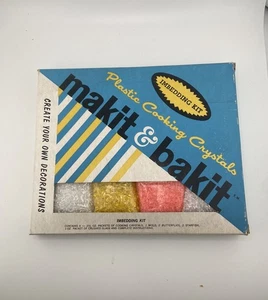 IMBEDDING KIT
Plastic Cooking Crystals
makit
&
bakit
CREATE YOUR OWN DECORATIONS
IMBEDDING KIT